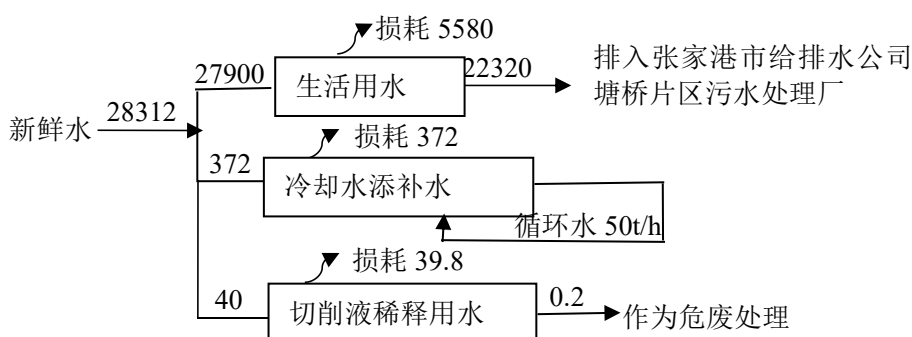 损耗 5580
27900
生活用水
22320
排入张家港市给排水公司
塘桥片区污水处理厂
新鲜水
28312
损耗 372
372
冷却水添补水
循环水 50t/h
损耗 39.8
40
切削液稀释用水
0.2
作为危废处理